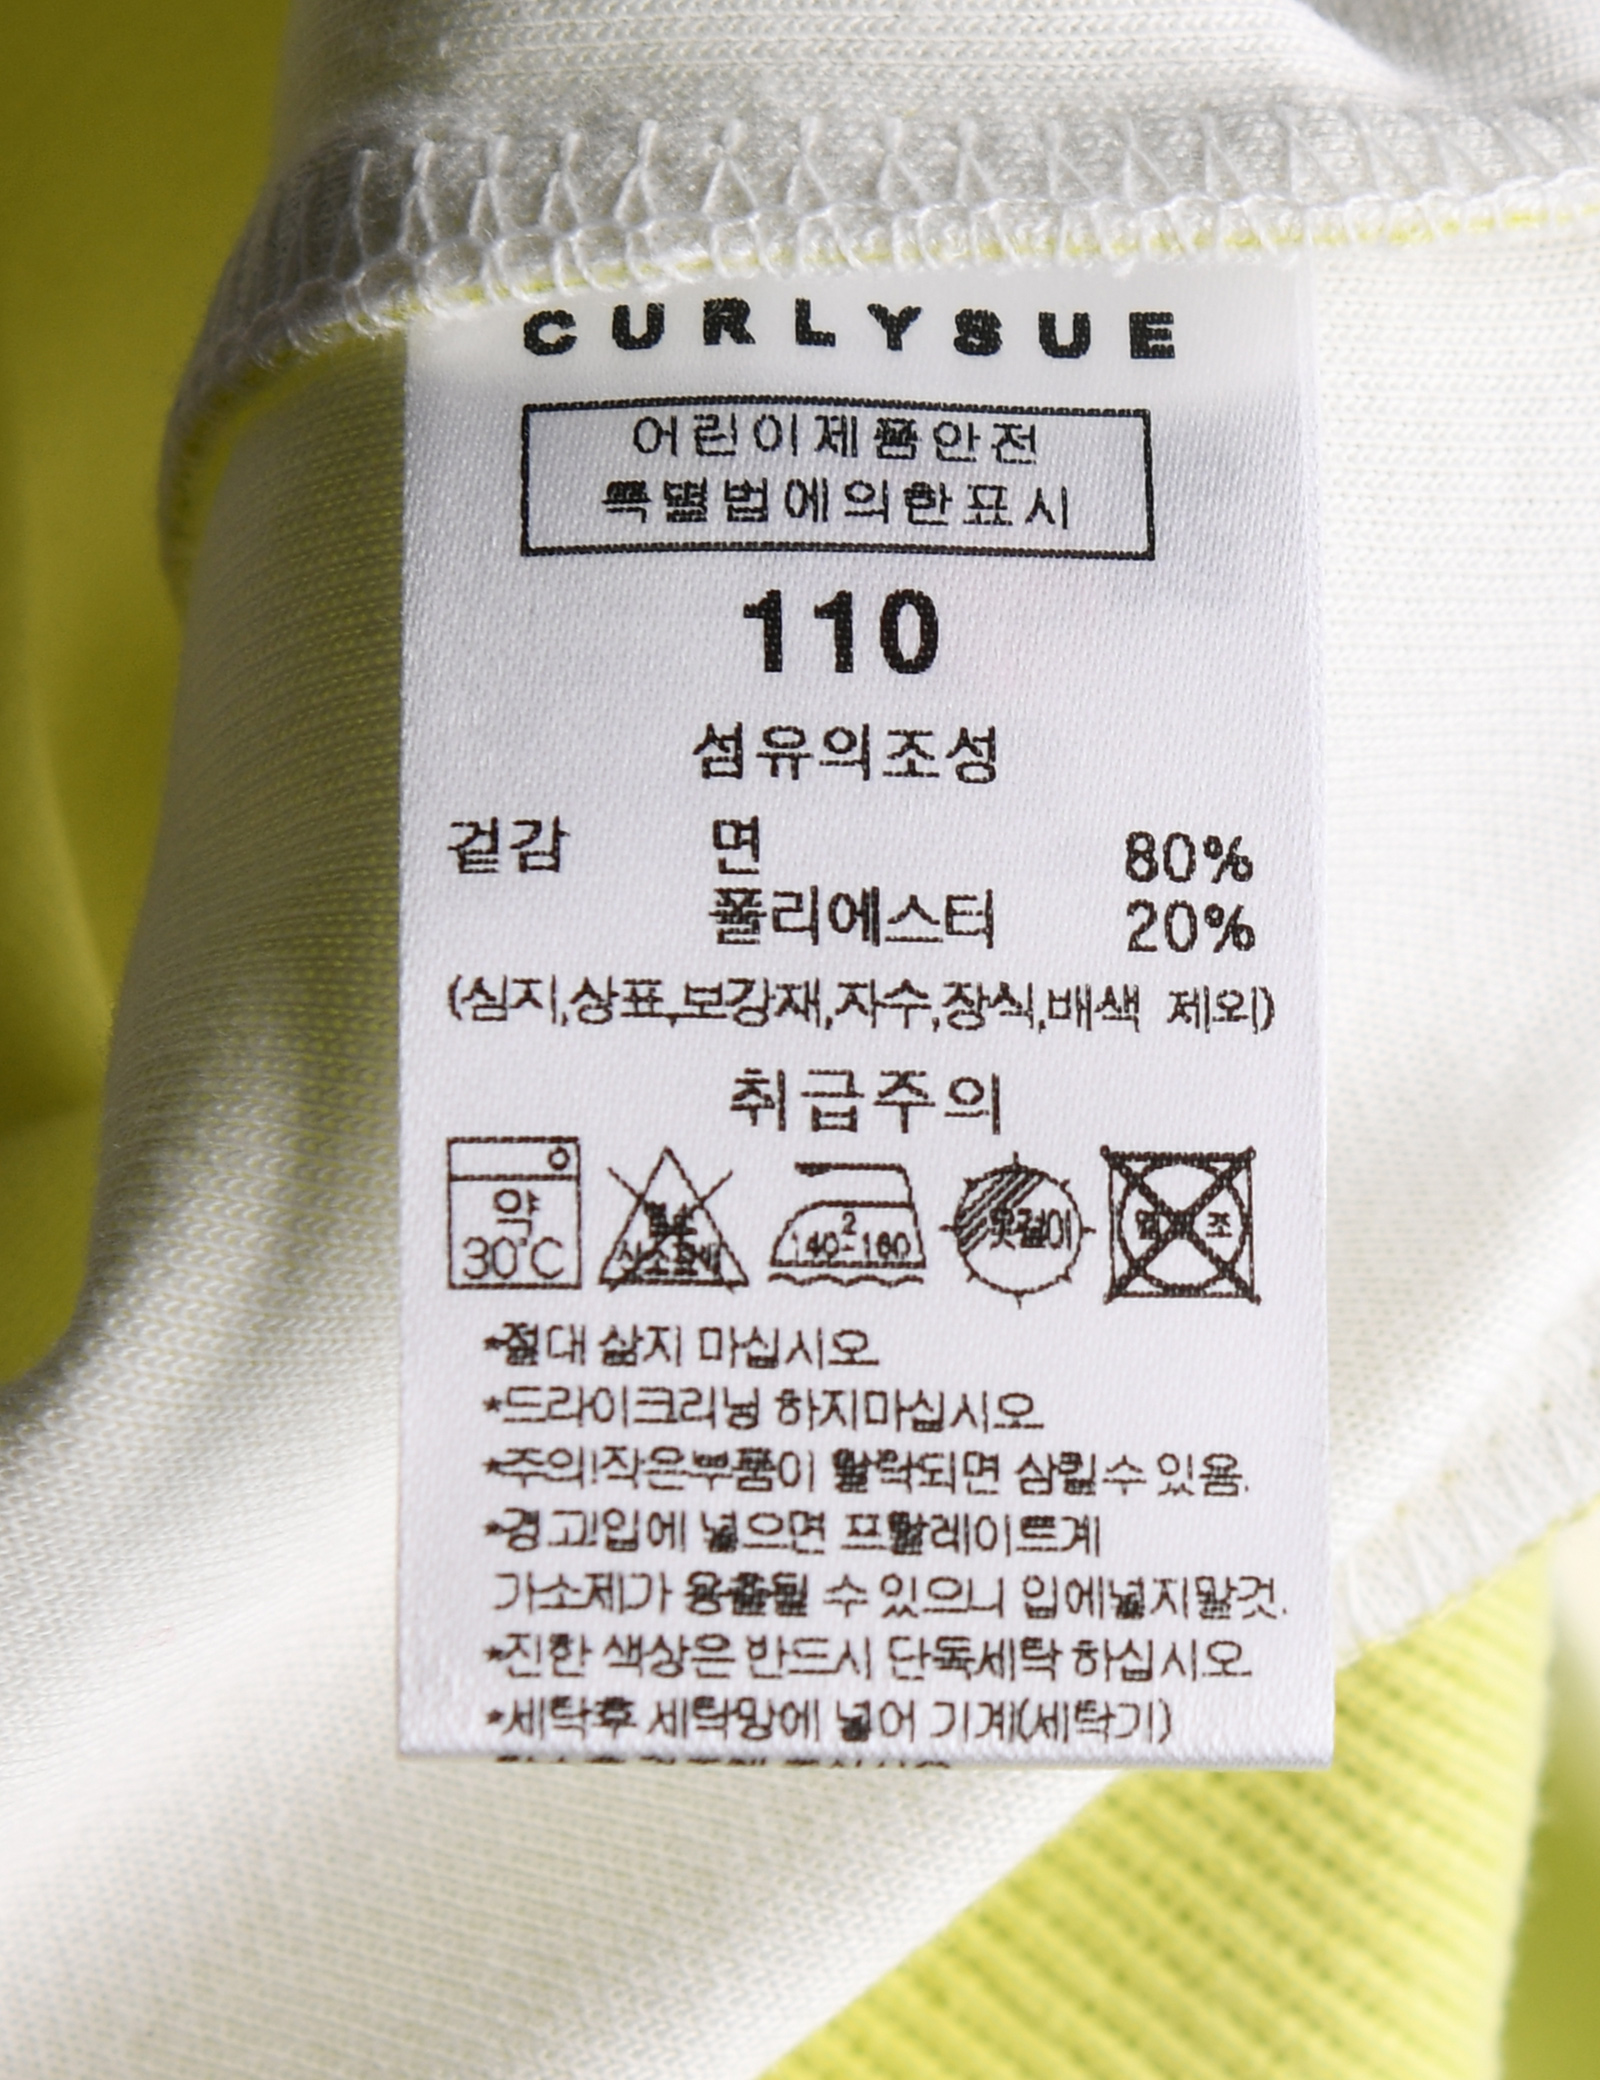 CURLYSUE
어린이제품안전
특별법에의한표시
110
섬유의조성
겉감 면 80%
폴리에스터 20%
(심지,상표,보강재,자수,장식,배색 제외)
취급주의
약
30℃
산소표백
2
140-160
옷걸이
*절대 삶지 마십시오
*드라이크리닝 하지마십시오
*주의!작은부품이 탈락되면 삼킬수 있음.
*경고!입에 넣으면 프탈레이트계
가소제가 용출될 수 있으니 입에넣지말것.
*진한 색상은 반드시 단독세탁 하십시오
*세탁후 세탁망에 넣어 기계(세탁기)